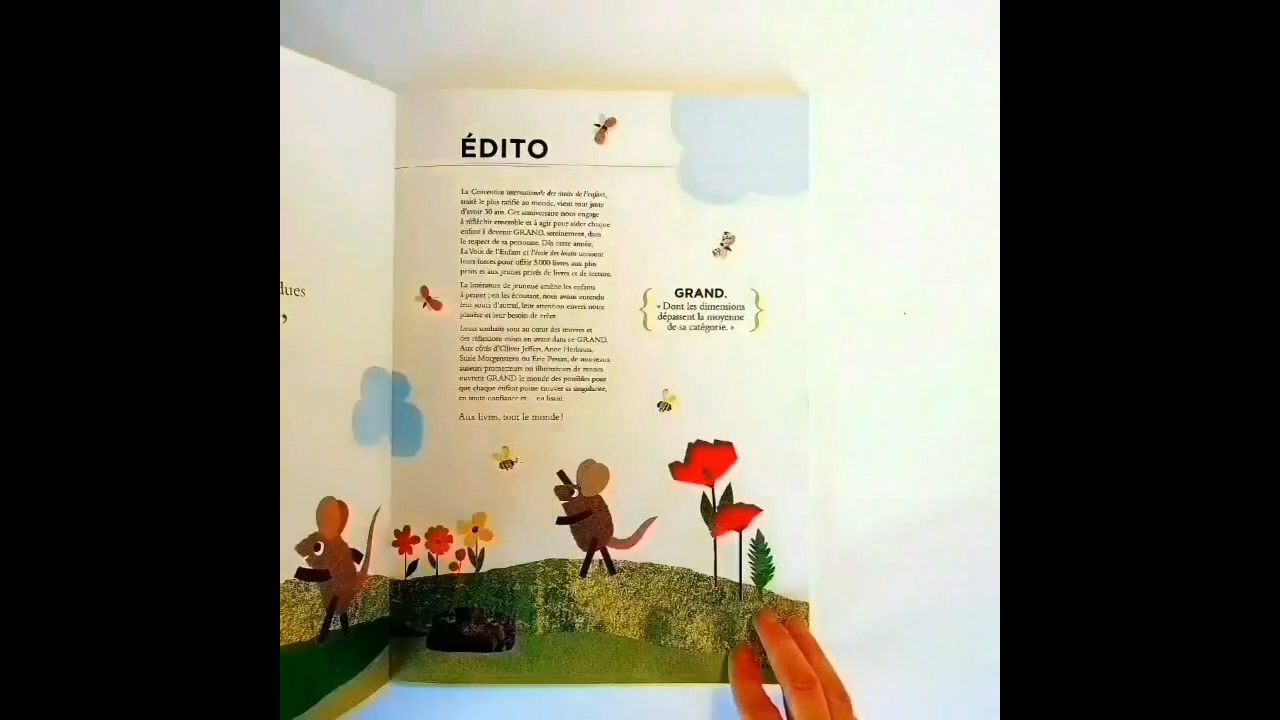 dues
,
ÉDITO
La Convention internationale des droits de l'enfant,
traité le plus ratifié au monde, vient tout juste
d'avoir 30 ans. Cet anniversaire nous engage
à réfléchir ensemble et à agir pour aider chaque
enfant à devenir GRAND, sereinement, dans
le respect de sa personne. Dès cette année,
La Voix de l'Enfant et l'école des loisirs unissent
leurs forces pour offrir 3 000 livres aux plus
petits et aux jeunes privés de livres et de lecture.
La littérature de jeunesse amène les enfants
à penser ; en les écoutant, nous avons entendu
leur souci d'animal, leur attention envers notre
planète et leur besoin de créer.
Leurs souhaits sont au cœur des œuvres et
des réflexions mises en avant dans ce GRAND.
Aux côtés d'Oliver Jeffers, Anne Herbauts,
Susie Morgenstern ou Éric Pessan, de nouveaux
auteurs prometteurs ou illustrateurs de renom
ouvrent GRAND le monde des possibles pour
que chaque enfant puisse trouver sa singularité,
en toute confiance et... en lisant.
Aux livres, tout le monde !
GRAND.
« Dont les dimensions
dépassent la moyenne
de sa catégorie. »